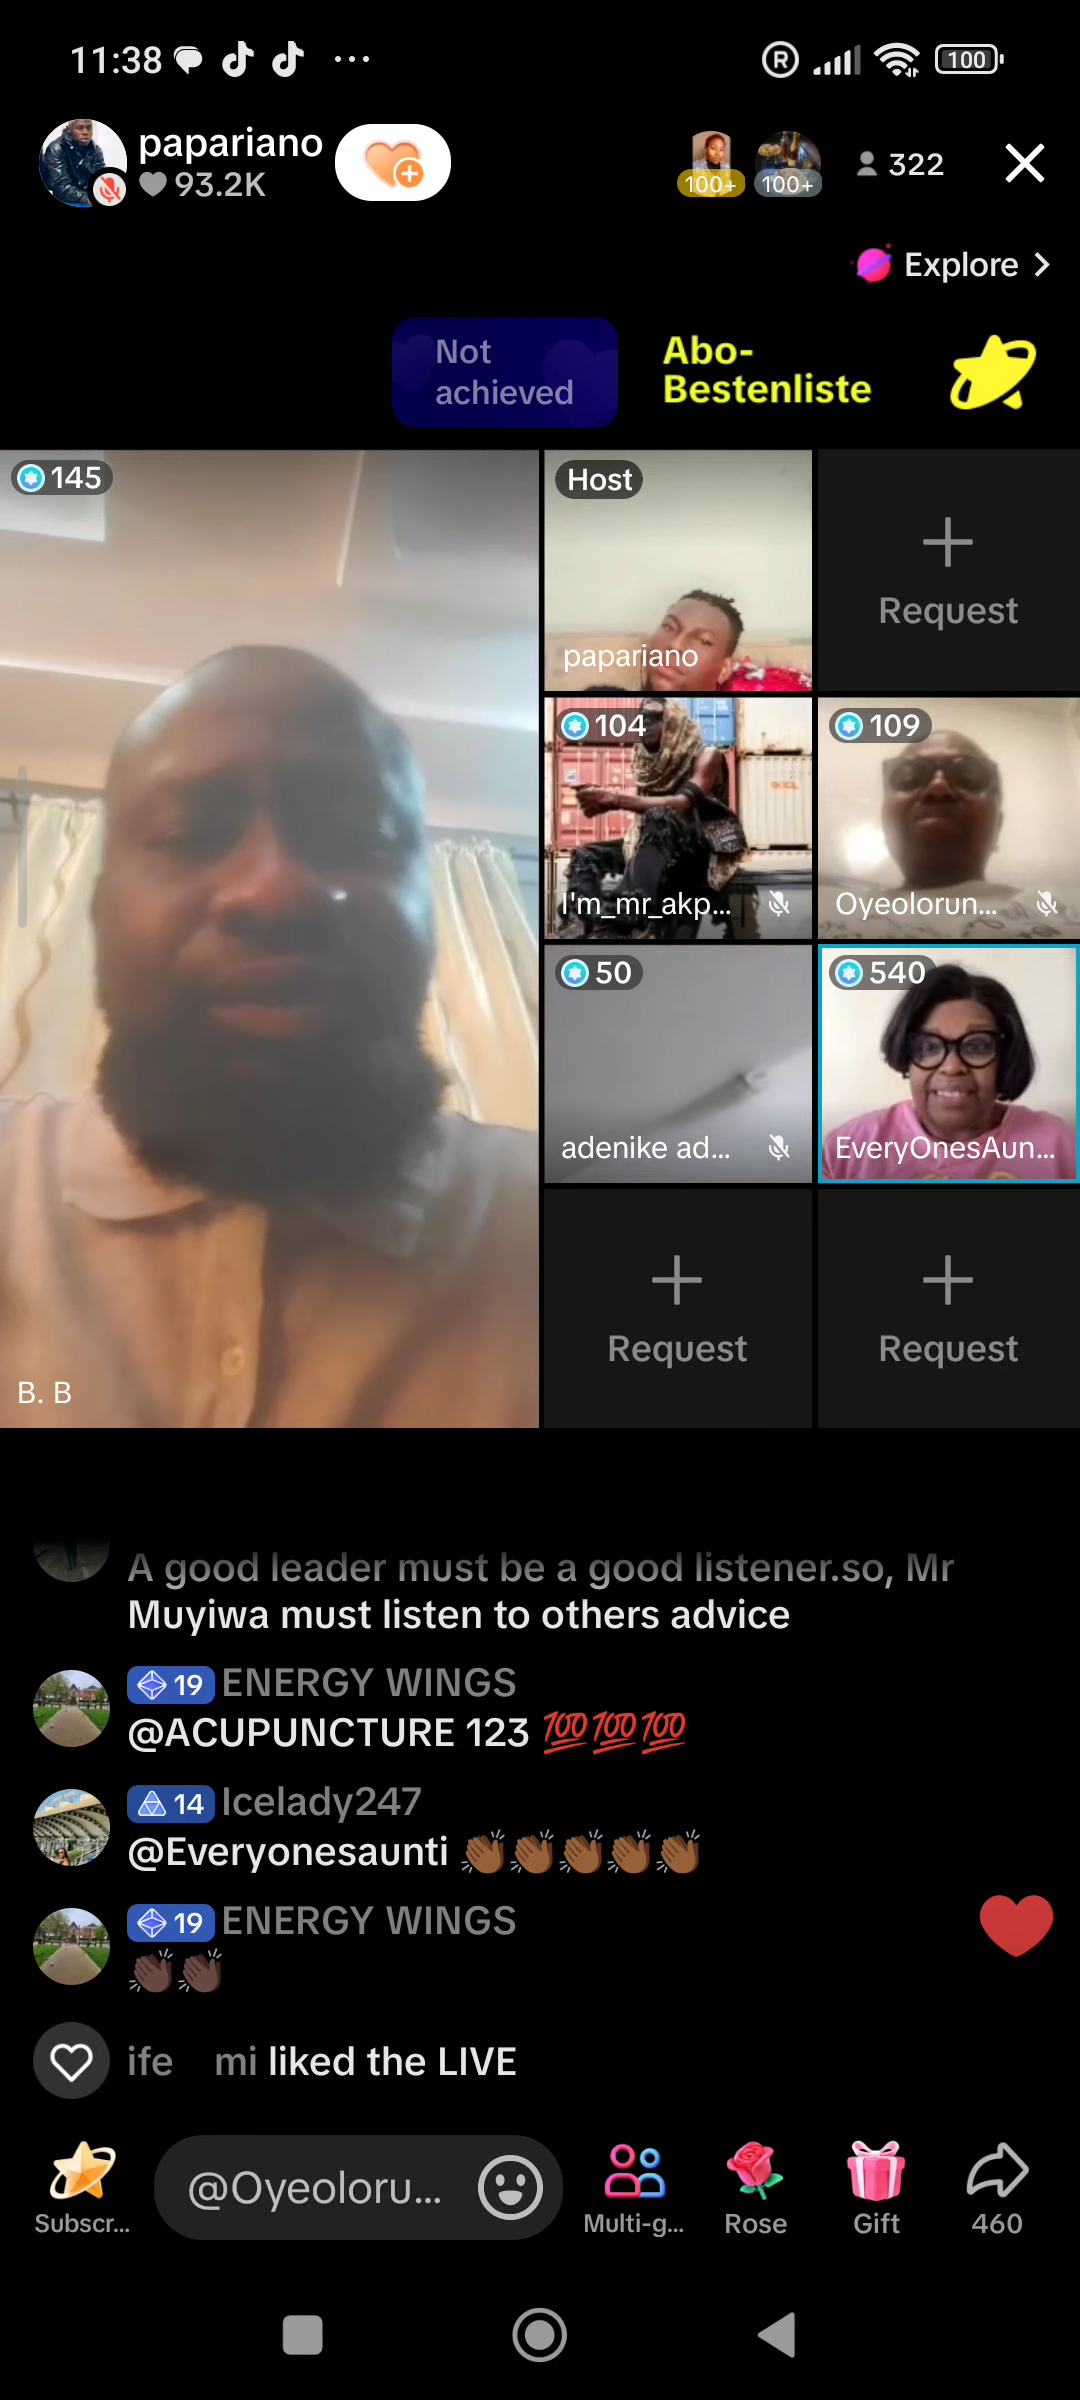 11:38
R
100
papariano
93.2K
100+
100+
322
Explore
Not
achieved
Abo-
Bestenliste
145
Host
papariano
Request
104
I'm_mr_akp...
109
Oyeolorun...
50
adenike ad...
540
EveryOnesAun...
Request
Request
B. B
A good leader must be a good listener.so, Mr
Muyiwa must listen to others advice
19 ENERGY WINGS
@ACUPUNCTURE 123 💯💯💯
14 Icelady247
@Everyonesaunti 👏🏾👏🏾👏🏾👏🏾👏🏾
19 ENERGY WINGS
👏🏿👏🏿
ife mi liked the LIVE
@Oyeoloru...
Subscr...
Multi-g...
Rose
Gift
460